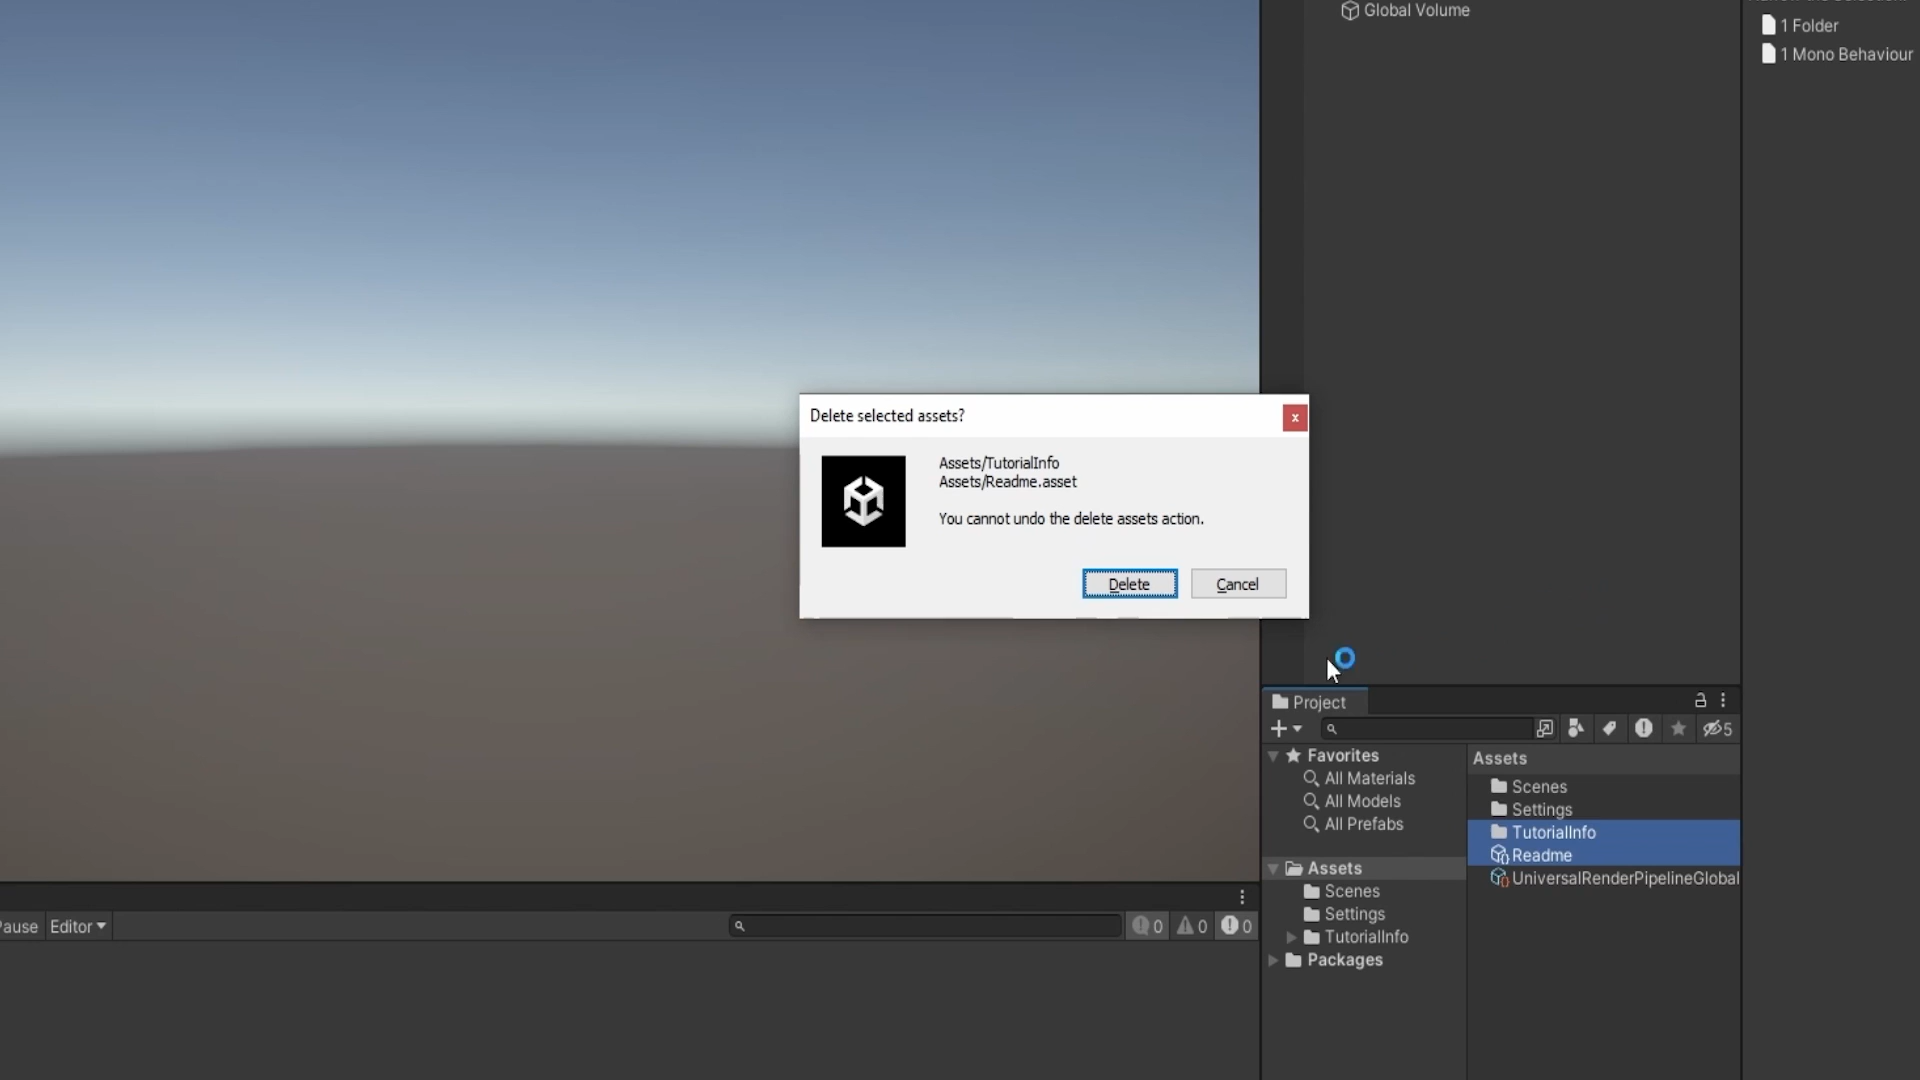 Global Volume
1 Folder
1 Mono Behaviour
Delete selected assets?
x
Assets/TutorialInfo
Assets/Readme.asset
You cannot undo the delete assets action.
Delete
Cancel
Project
5
Favorites
All Materials
All Models
All Prefabs
Assets
Scenes
Settings
TutorialInfo
Packages
Assets
Scenes
Settings
TutorialInfo
Readme
UniversalRenderPipelineGlobal
Pause
Editor
0
0
0